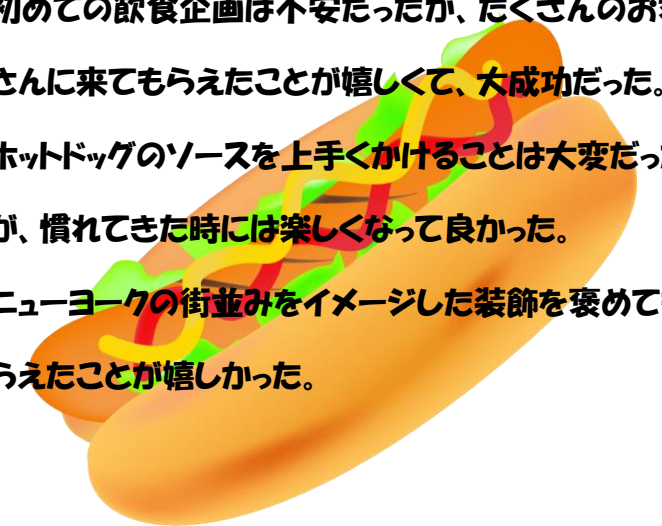 初めての飲食企画は不安だったが、たくさんのお
さんに来てもらえたことが嬉しくて、大成功だった。
ホットドッグのソースを上手くかけることは大変だっ
が、慣れてきた時には楽しくなって良かった。
ニューヨークの街並みをイメージした装飾を褒めて
らえたことが嬉しかった。